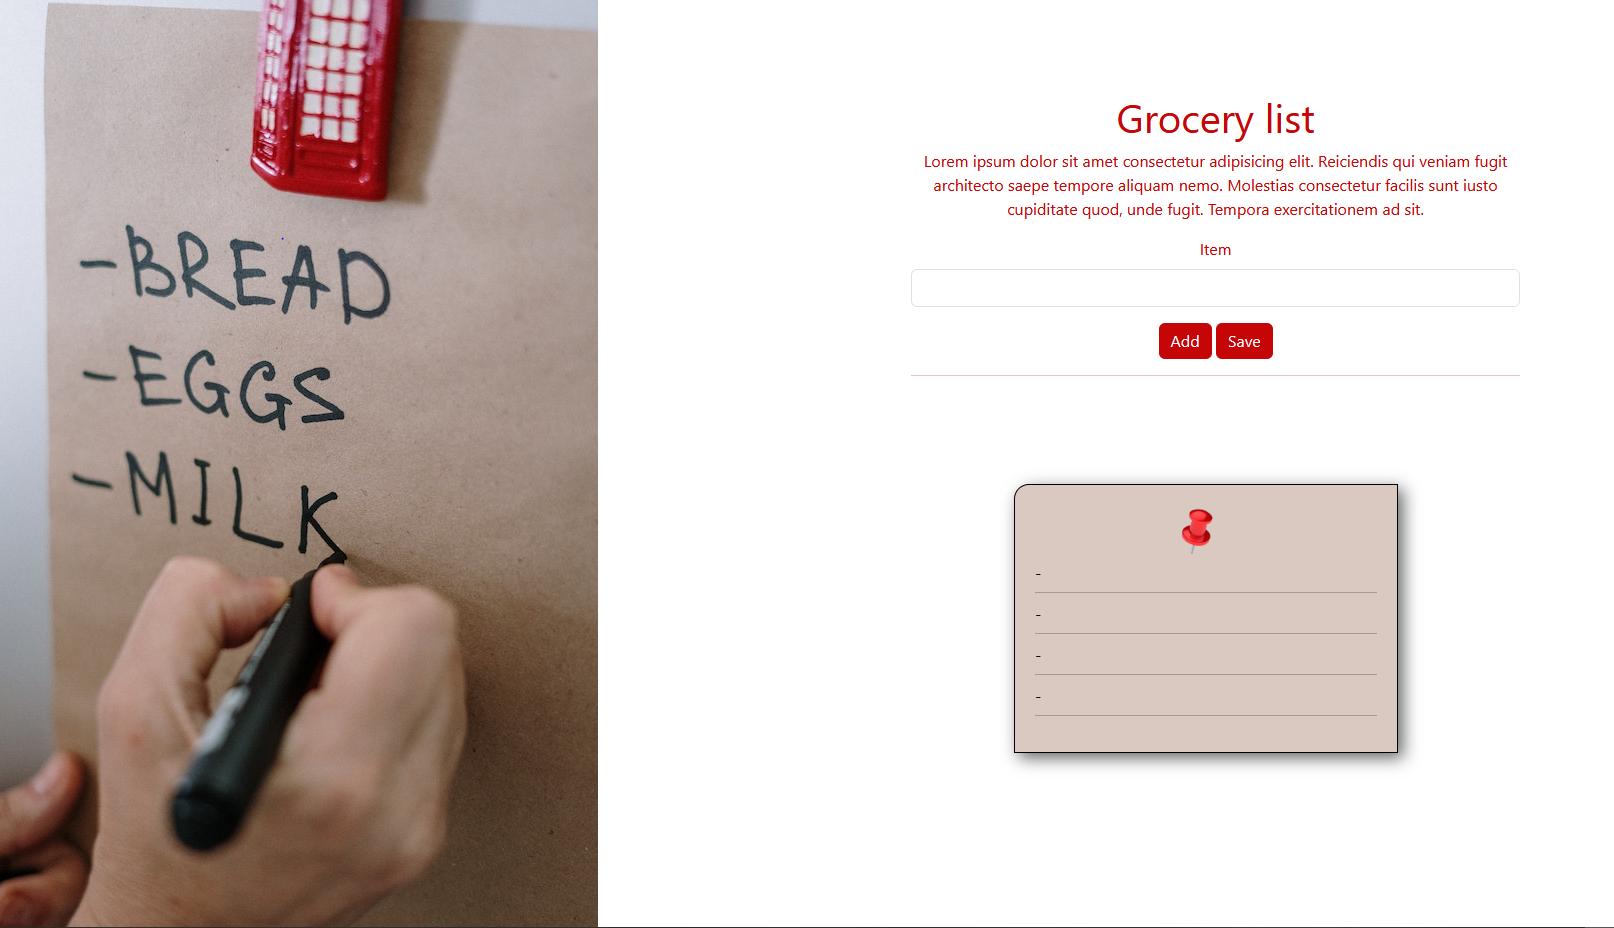 -BREAD
-EGGS
-MILK
Grocery list
Lorem ipsum dolor sit amet consectetur adipisicing elit. Reiciendis qui veniam fugit
architecto saepe tempore aliquam nemo. Molestias consectetur facilis sunt iusto
cupiditate quod, unde fugit. Tempora exercitationem ad sit.
Item
Add Save
-
-
-
-